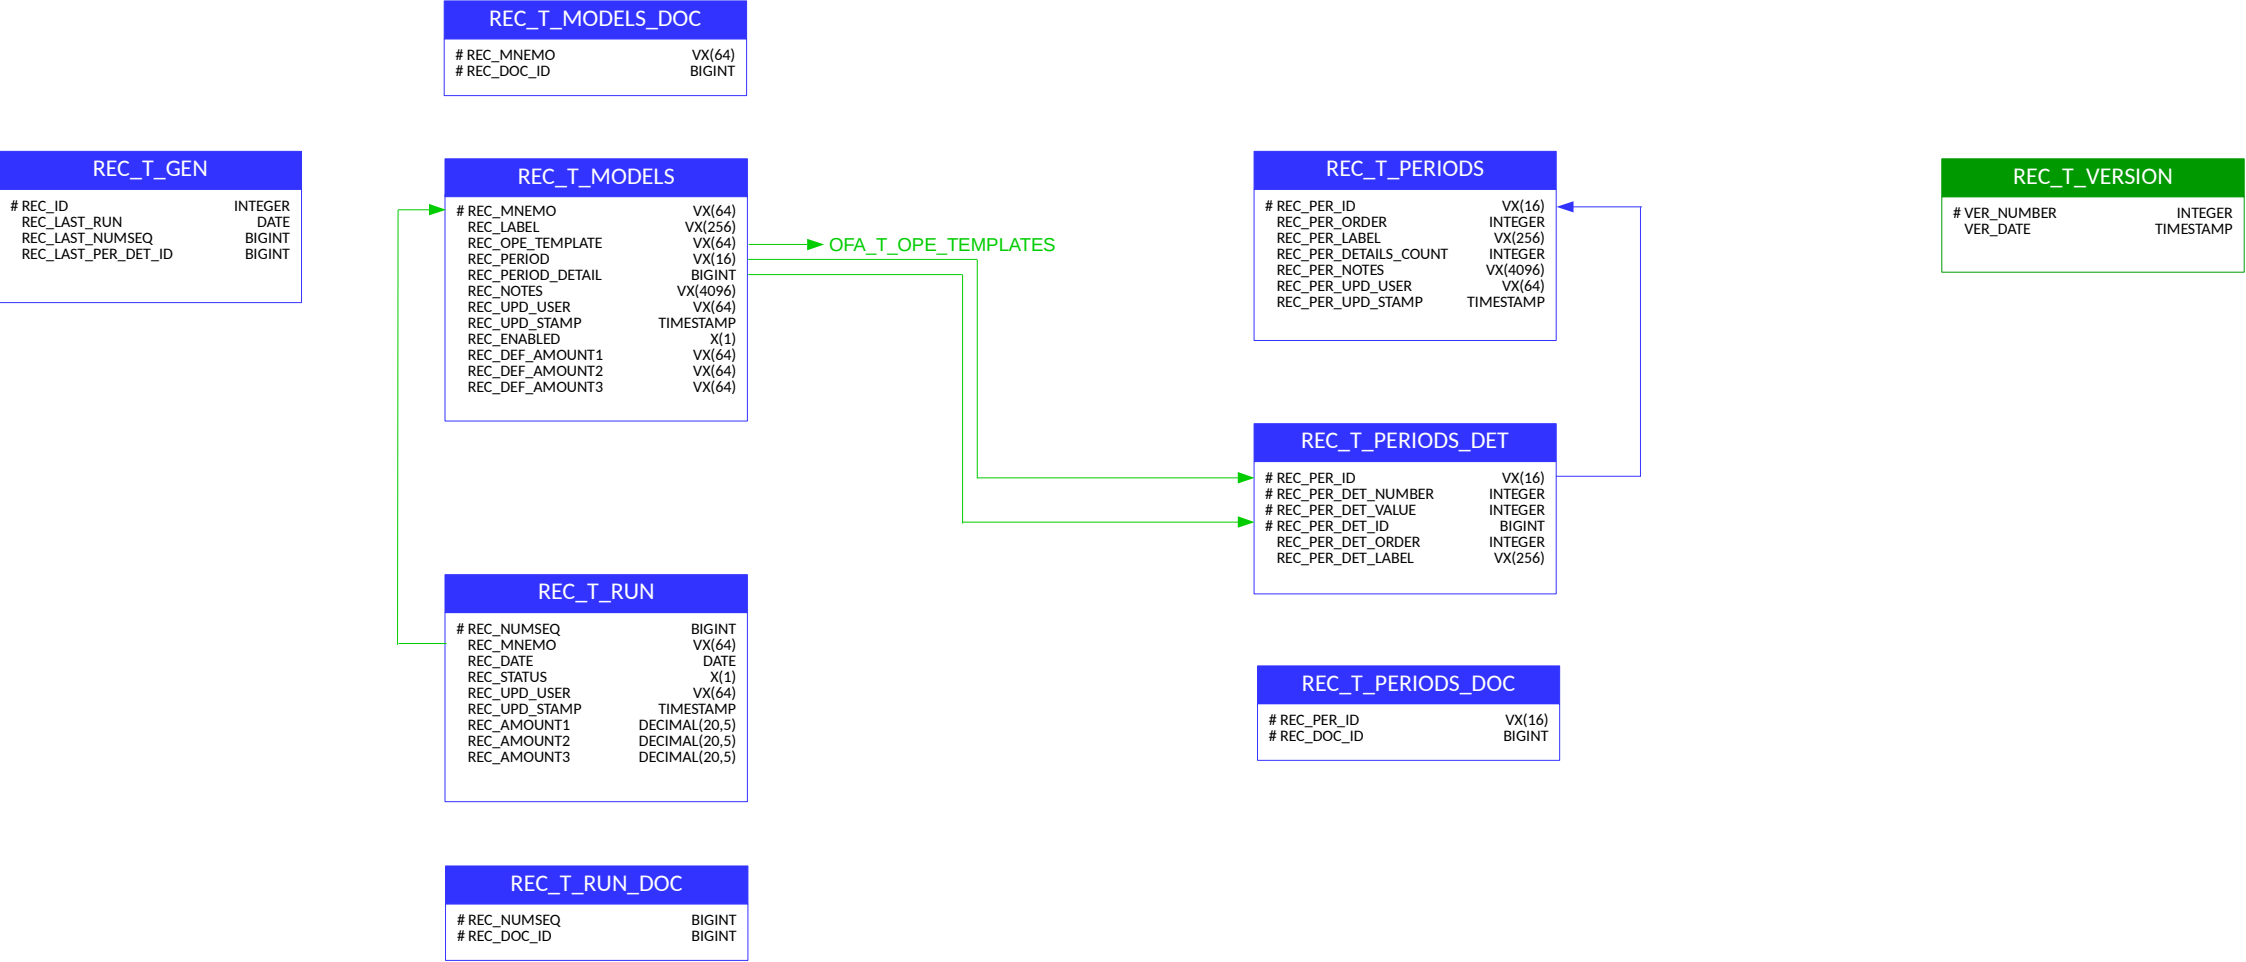 REC_T_MODELS_DOC
# REC_MNEMO VX(64)
# REC_DOC_ID BIGINT
REC_T_GEN
# REC_ID INTEGER
REC_LAST_RUN DATE
REC_LAST_NUMSEQ BIGINT
REC_LAST_PER_DET_ID BIGINT
REC_T_MODELS
# REC_MNEMO VX(64)
REC_LABEL VX(256)
REC_OPE_TEMPLATE VX(64)
REC_PERIOD VX(16)
REC_PERIOD_DETAIL BIGINT
REC_NOTES VX(4096)
REC_UPD_USER VX(64)
REC_UPD_STAMP TIMESTAMP
REC_ENABLED X(1)
REC_DEF_AMOUNT1 VX(64)
REC_DEF_AMOUNT2 VX(64)
REC_DEF_AMOUNT3 VX(64)
OFA_T_OPE_TEMPLATES
REC_T_PERIODS
# REC_PER_ID VX(16)
REC_PER_ORDER INTEGER
REC_PER_LABEL VX(256)
REC_PER_DETAILS_COUNT INTEGER
REC_PER_NOTES VX(4096)
REC_PER_UPD_USER VX(64)
REC_PER_UPD_STAMP TIMESTAMP
REC_T_VERSION
# VER_NUMBER INTEGER
VER_DATE TIMESTAMP
REC_T_PERIODS_DET
# REC_PER_ID VX(16)
# REC_PER_DET_NUMBER INTEGER
# REC_PER_DET_VALUE INTEGER
# REC_PER_DET_ID BIGINT
REC_PER_DET_ORDER INTEGER
REC_PER_DET_LABEL VX(256)
REC_T_RUN
# REC_NUMSEQ BIGINT
REC_MNEMO VX(64)
REC_DATE DATE
REC_STATUS X(1)
REC_UPD_USER VX(64)
REC_UPD_STAMP TIMESTAMP
REC_AMOUNT1 DECIMAL(20,5)
REC_AMOUNT2 DECIMAL(20,5)
REC_AMOUNT3 DECIMAL(20,5)
REC_T_PERIODS_DOC
# REC_PER_ID VX(16)
# REC_DOC_ID BIGINT
REC_T_RUN_DOC
# REC_NUMSEQ BIGINT
# REC_DOC_ID BIGINT